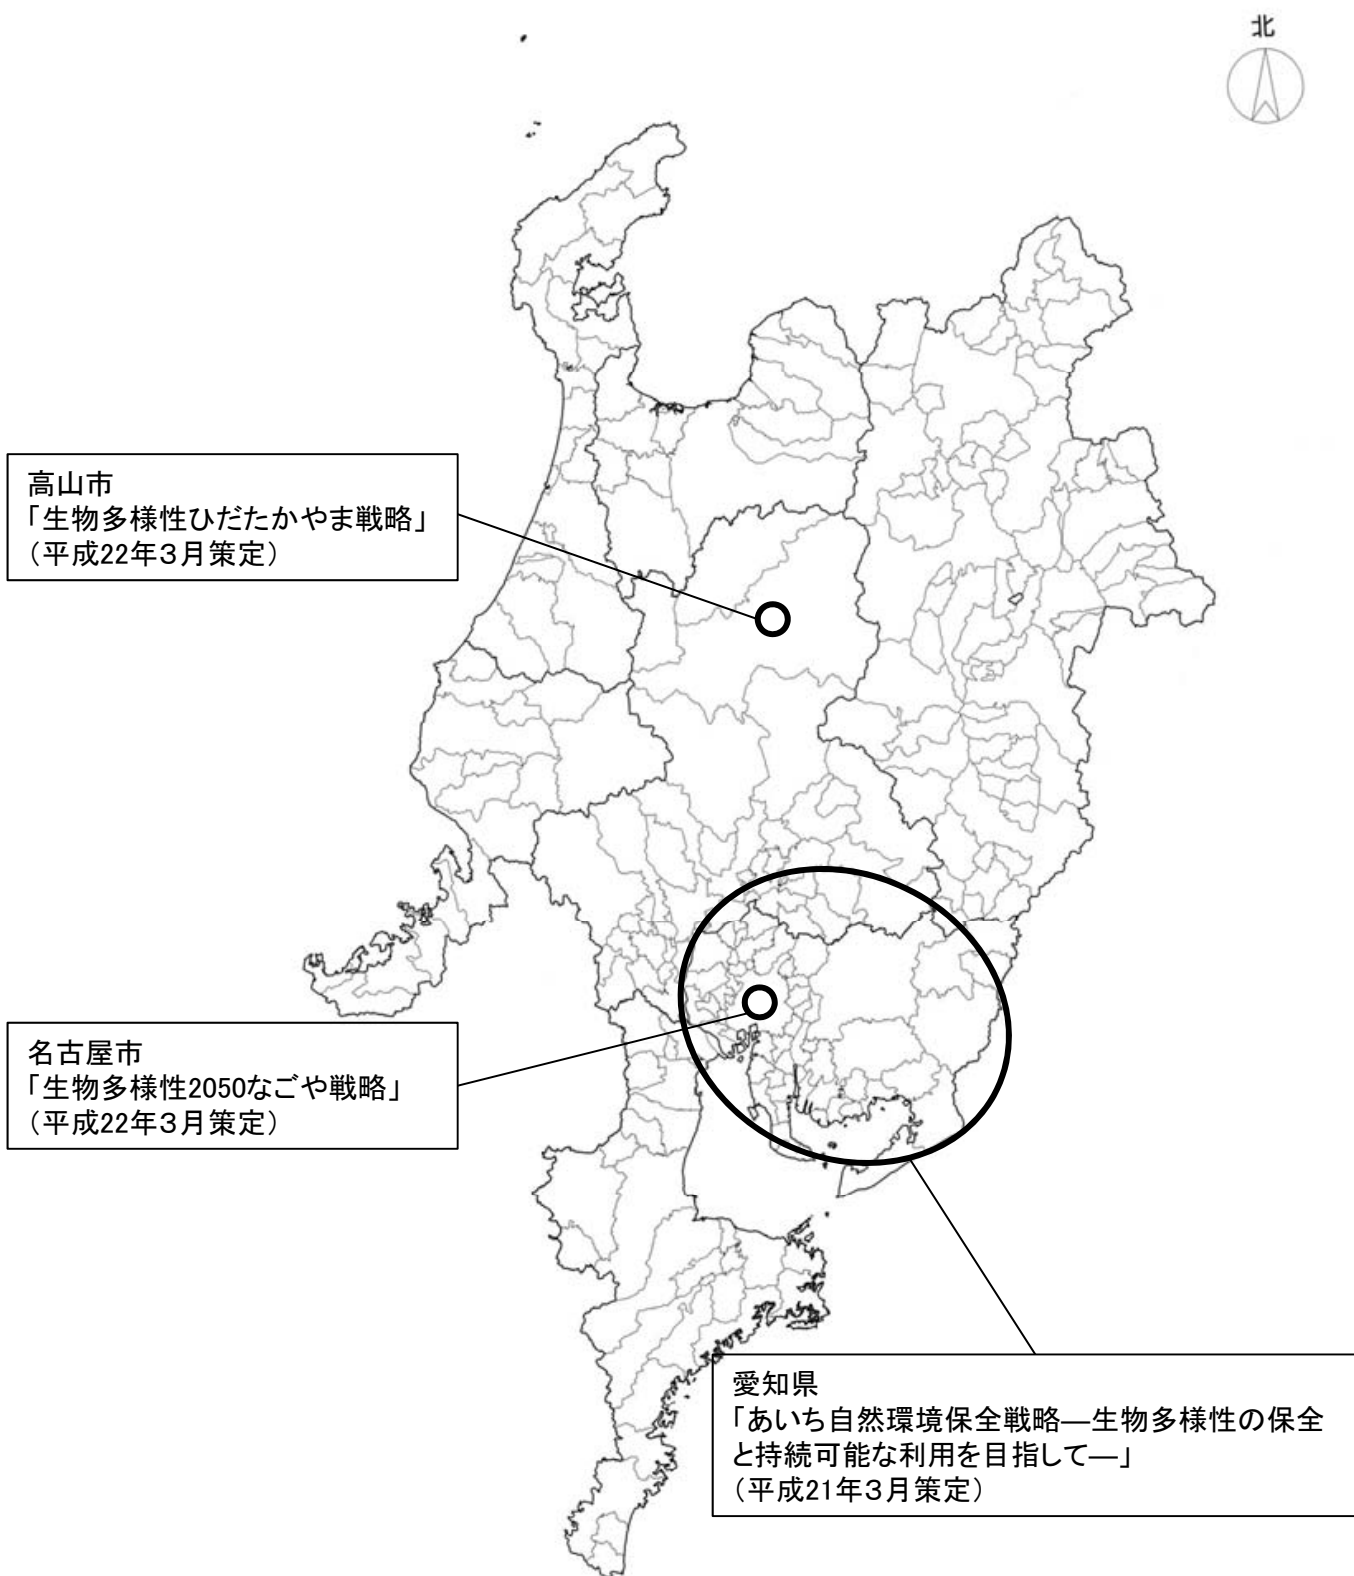 北
高山市
「生物多様性ひだたかやま戦略」
（平成22年３月策定）
名古屋市
「生物多様性2050なごや戦略」
（平成22年３月策定）
愛知県
「あいち自然環境保全戦略―生物多様性の保全
と持続可能な利用を目指して―」
（平成21年３月策定）